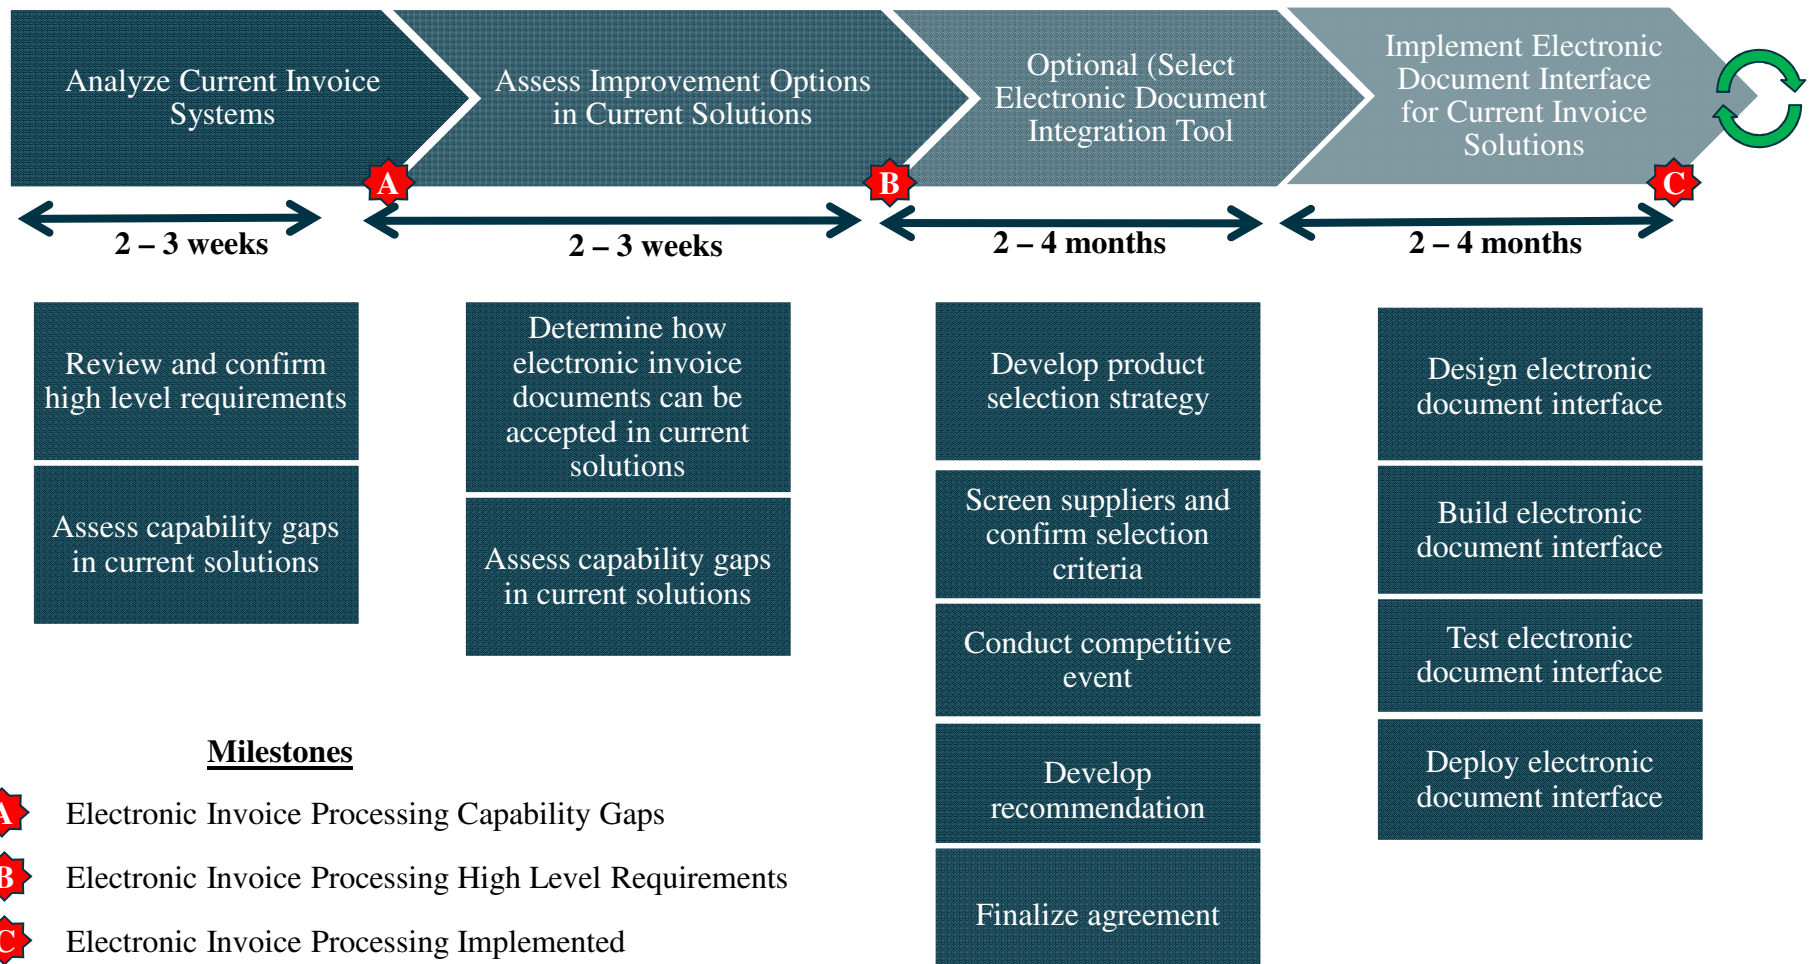 Analyze Current Invoice
Systems
Assess Improvement Options
in Current Solutions
Optional (Select
Electronic Document
Integration Tool
Implement Electronic
Document Interface
for Current Invoice
Solutions
A
B
C
2 – 3 weeks
2 – 3 weeks
2 – 4 months
2 – 4 months
Review and confirm
high level requirements
Assess capability gaps
in current solutions
Determine how
electronic invoice
documents can be
accepted in current
solutions
Assess capability gaps
in current solutions
Develop product
selection strategy
Screen suppliers and
confirm selection
criteria
Conduct competitive
event
Develop
recommendation
Finalize agreement
Design electronic
document interface
Build electronic
document interface
Test electronic
document interface
Deploy electronic
document interface
Milestones
A Electronic Invoice Processing Capability Gaps
B Electronic Invoice Processing High Level Requirements
C Electronic Invoice Processing Implemented